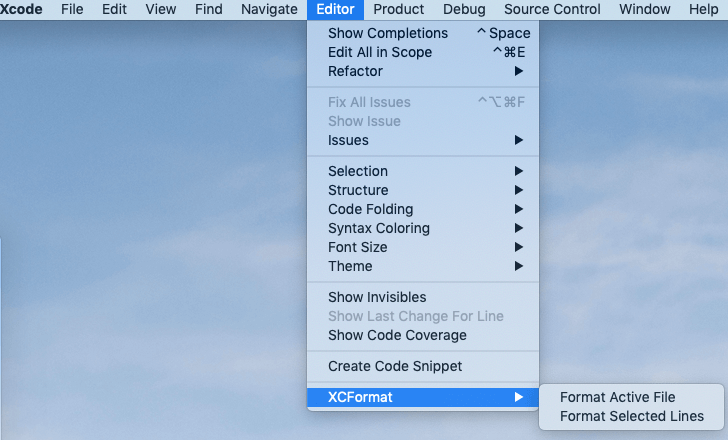 Xcode File Edit View Find Navigate Editor Product Debug Source Control Window Help
Show Completions ^ Space
Edit All in Scope ^⌘E
Refactor ▶
Fix All Issues ^⌥⌘F
Show Issue
Issues ▶
Selection ▶
Structure ▶
Code Folding ▶
Syntax Coloring ▶
Font Size ▶
Theme ▶
Show Invisibles
Show Last Change For Line
Show Code Coverage
Create Code Snippet
XCFormat ▶
Format Active File
Format Selected Lines